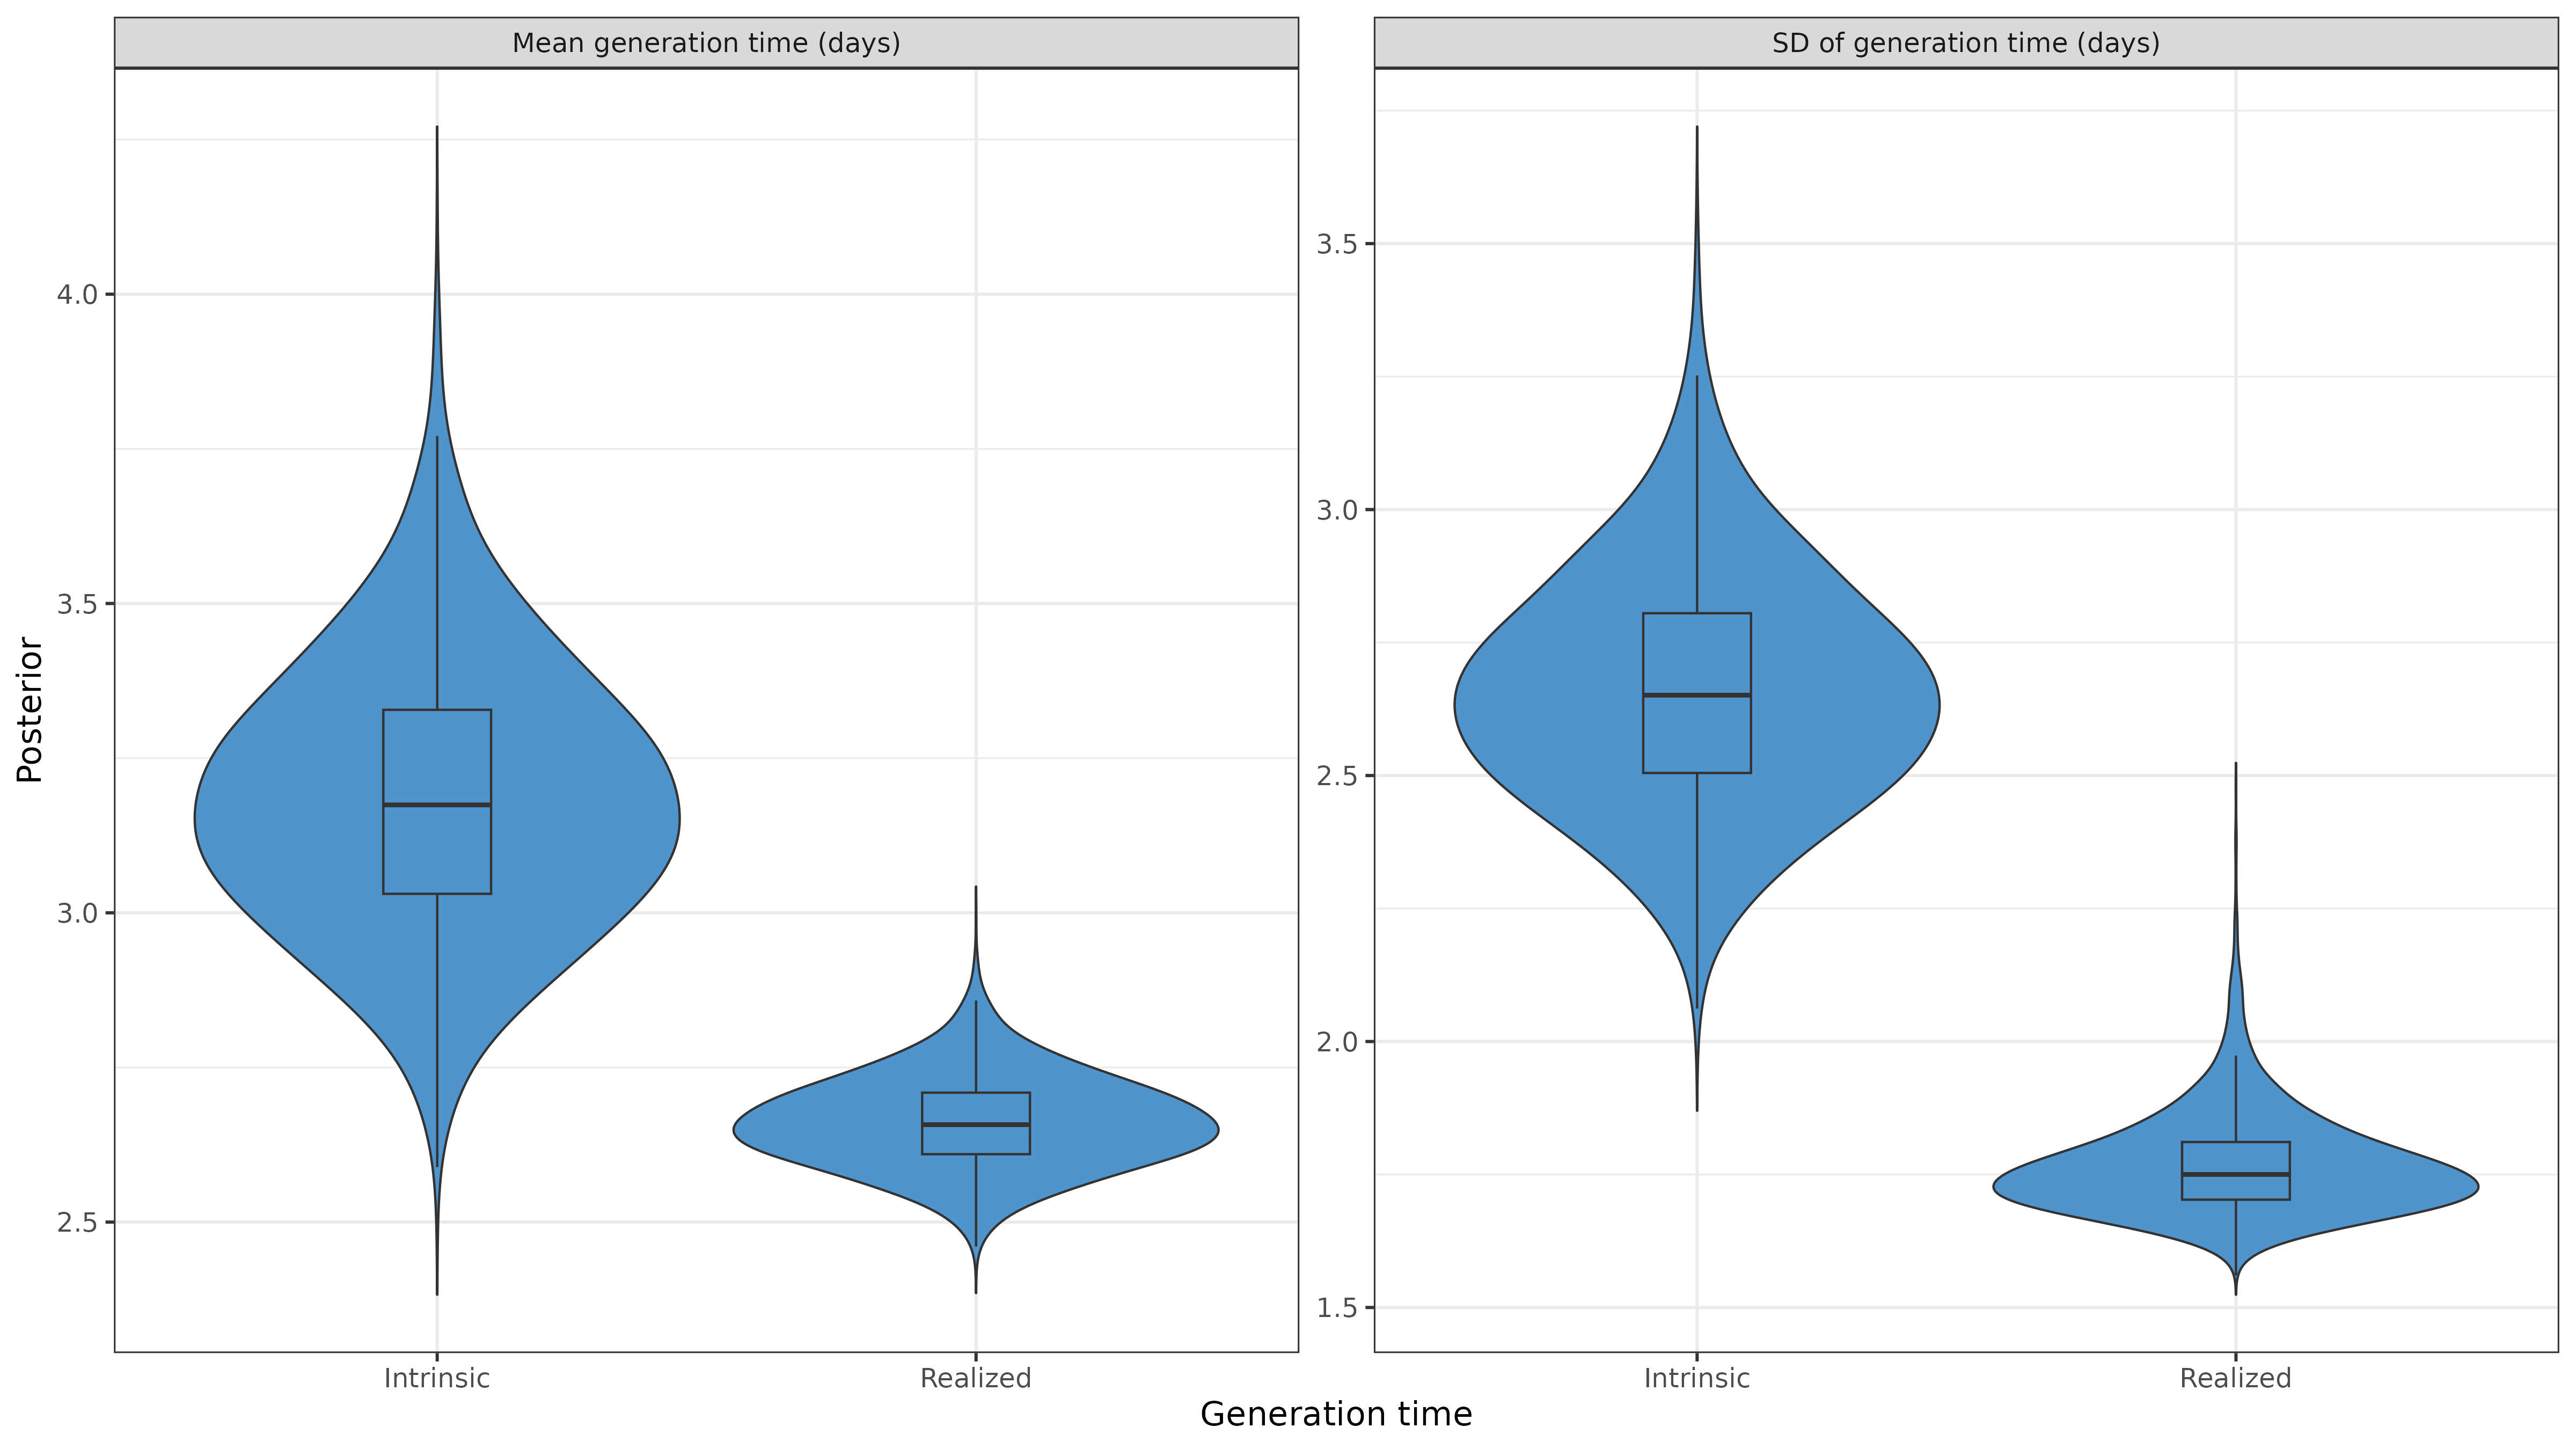 Mean generation time (days)
SD of generation time (days)
Posterior
4.0
3.5
3.0
2.5
3.5
3.0
2.5
2.0
1.5
Intrinsic
Realized
Intrinsic
Realized
Generation time